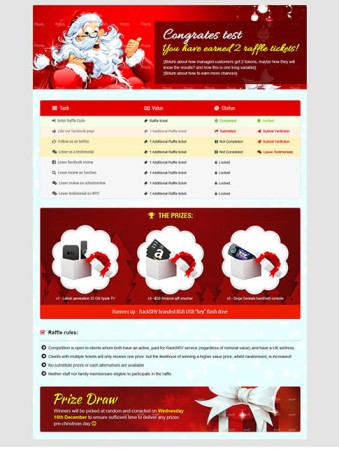 Congrates test
You have earned 2 raffle tickets!
(Blurb about how managed customers get 2 tokens, maybe how they will
know the results? and how this is one long variable)
(Blurb about how to earn more chances)
Task Value Status
Enter Raffle Code Raffle ticket Completed Verified
Like our facebook page 1 Additional Raffle ticket Submitted Submit Verification
Follow us on twitter 1 Additional Raffle ticket Not Completed Submit Verification
Leave us a testimonial 1 Additional Raffle ticket Not Completed Leave Testimonials
Leave facebook review 1 Additional Raffle ticket Locked
Leave review on 1 Additional Raffle ticket Locked
Leave review on 1 Additional Raffle ticket Locked
Leave testimonial on 1 Additional Raffle ticket Locked
THE PRIZES:
x1 - Latest generation 32 GB Apple TV
x1 - $20 Amazon gift voucher
x1 - Sega Genesis handheld console
Runners up - RackSRV branded 8Gb USB "key" flash drive
Raffle rules:
Competition is open to clients whom both have an active, paid for RackSRV service (regardless of nominal value) and have a UK address.
Clients with multiple tickets will only receive one prize but the likelihood of winning a higher value prize, whilst randomised, is increased!
No substitute prizes or cash alternatives are available
Neither staff nor family members are eligible to participate in the raffle
Prize Draw
Winners will be picked at random and contacted on Wednesday
16th December to ensure sufficient time to deliver any prizes
pre-christmas day